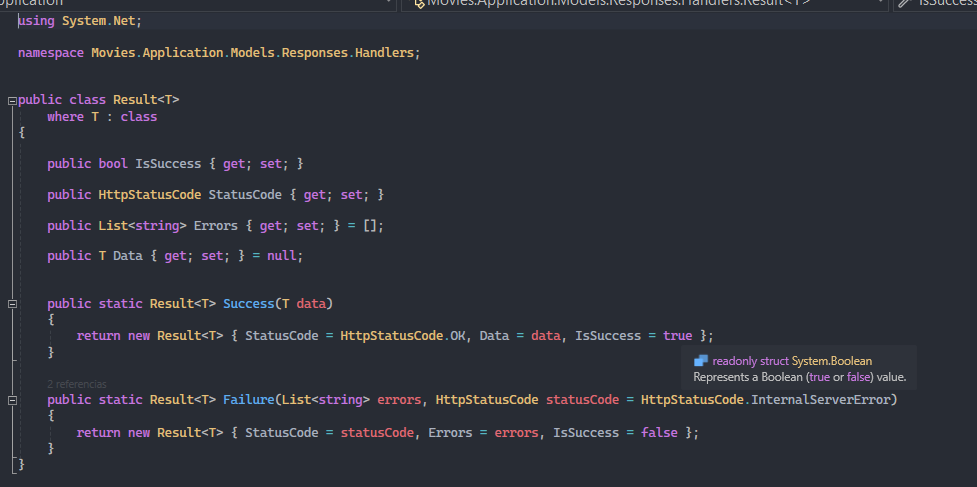 pplication
Movies.Application.Models.Responses.Handlers.Result<T>
IsSuccess
using System.Net;
namespace Movies.Application.Models.Responses.Handlers;
public class Result<T>
where T : class
{
public bool IsSuccess { get; set; }
public HttpStatusCode StatusCode { get; set; }
public List<string> Errors { get; set; } = [];
public T Data { get; set; } = null;
public static Result<T> Success(T data)
{
return new Result<T> { StatusCode = HttpStatusCode.OK, Data = data, IsSuccess = true };
}
readonly struct System.Boolean
Represents a Boolean (true or false) value.
2 referencias
public static Result<T> Failure(List<string> errors, HttpStatusCode statusCode = HttpStatusCode.InternalServerError)
{
return new Result<T> { StatusCode = statusCode, Errors = errors, IsSuccess = false };
}
}